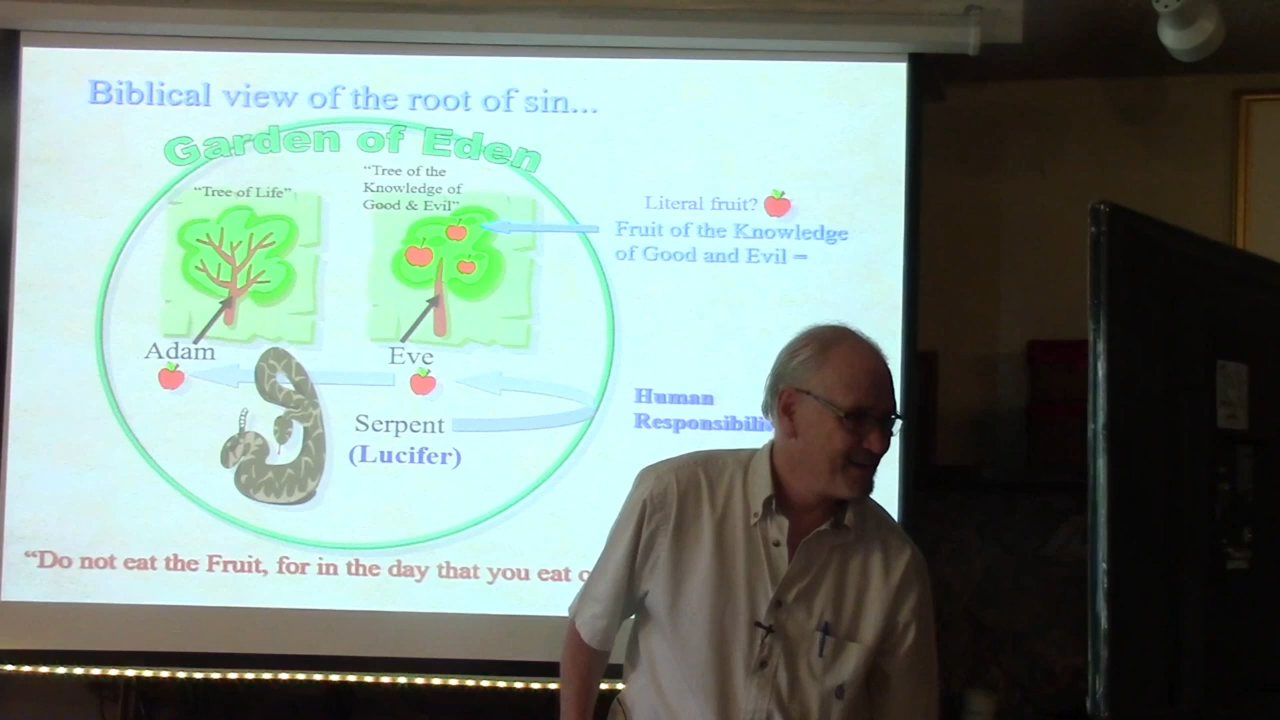 Biblical view of the root of sin...
Garden of Eden
“Tree of Life”
“Tree of the
Knowledge of
Good & Evil”
Literal fruit?
Fruit of the Knowledge
of Good and Evil =
Adam
Eve
Serpent
(Lucifer)
Human
“Do not eat the Fruit, for in the day that you eat